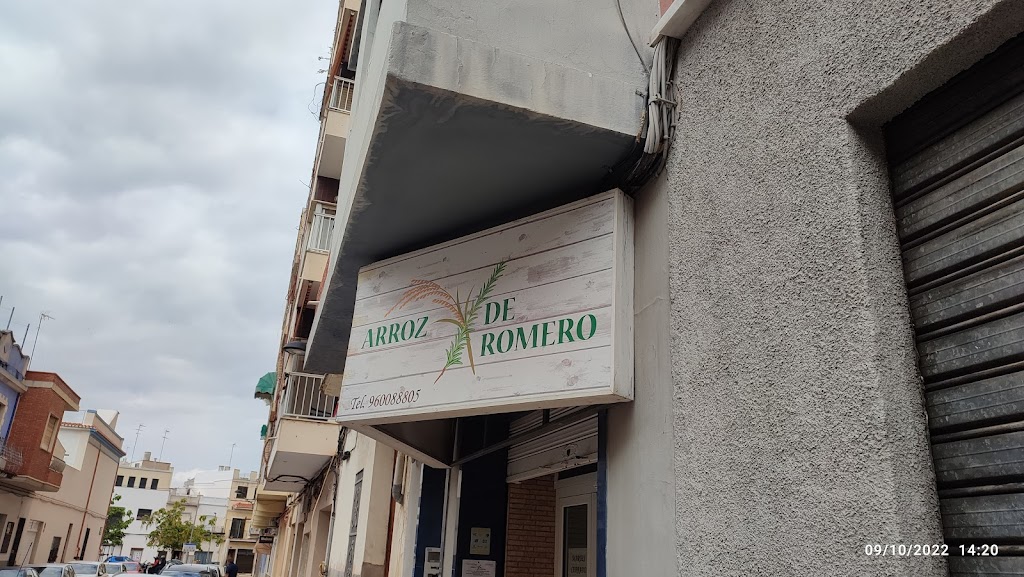 ARROZ DE
ROMERO
Tel. 960088805
09/10/2022 14:20